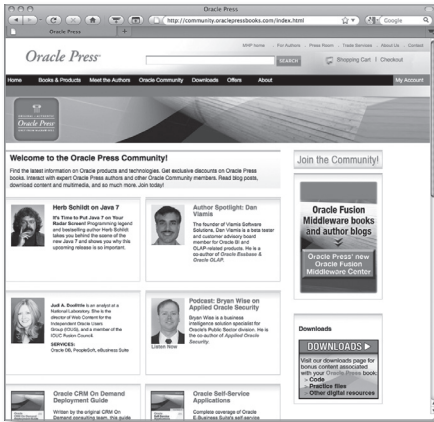 Oracle Press
http://community.oraclepressbooks.com/index.html
Google
Oracle Press
Oracle Press
MHP home
For Authors
Press Room
Trade Services
About Us
Contact
SEARCH
Shopping Cart | Checkout
Home Books & Products Meet the Authors Oracle Community Downloads Offers About My Account
Oracle Press
Welcome to the Oracle Press Community!
Find the latest information on Oracle products and technologies. Get exclusive discounts on Oracle Press
books. Interact with expert Oracle Press authors and other Oracle Community members. Read blog posts,
download content and multimedia, and so much more. Join today!
Herb Schildt on Java 7
It's Time to Put Java 7 on Your
Radar Screen! Programming legend
and bestselling author Herb Schildt
takes you behind the scene of the
new Java 7 and shows you why this
upcoming release is so important.
Author Spotlight: Dan
Vlamis
The founder of Vlamis Software
Solutions, Dan Vlamis is a beta tester
and customer advisory board
member for Oracle BI and
OLAP-related products. He is a
co-author of Oracle Essbase &
Oracle OLAP.
Judi A. Doolittle is an analyst at a
National Laboratory. She is the
director of Web Content for the
Independent Oracle Users
Group (IOUG), and a member of the
IOUC Fusion Council.
SERVICES:
Oracle DB, PeopleSoft, eBusiness Suite
Podcast: Bryan Wise on
Applied Oracle Security
Bryan Wise is a business
intelligence solution specialist for
Oracle's Public Sector division. He is
the co-author of Applied Oracle
Security.
Listen Now
Oracle CRM On Demand
Deployment Guide
Written by the original CRM On
Demand consulting team, this guide
Oracle Self-Service
Applications
Complete coverage of Oracle
E-Business Suite's self service
Join the Community!
Oracle Fusion
Middleware books
and author blogs
Oracle Press' new
Oracle Fusion
Middleware Center
Downloads
DOWNLOADS
Visit our downloads page for
bonus content associated
with your Oracle Press book:
> Code
> Practice files
> Other digital resources